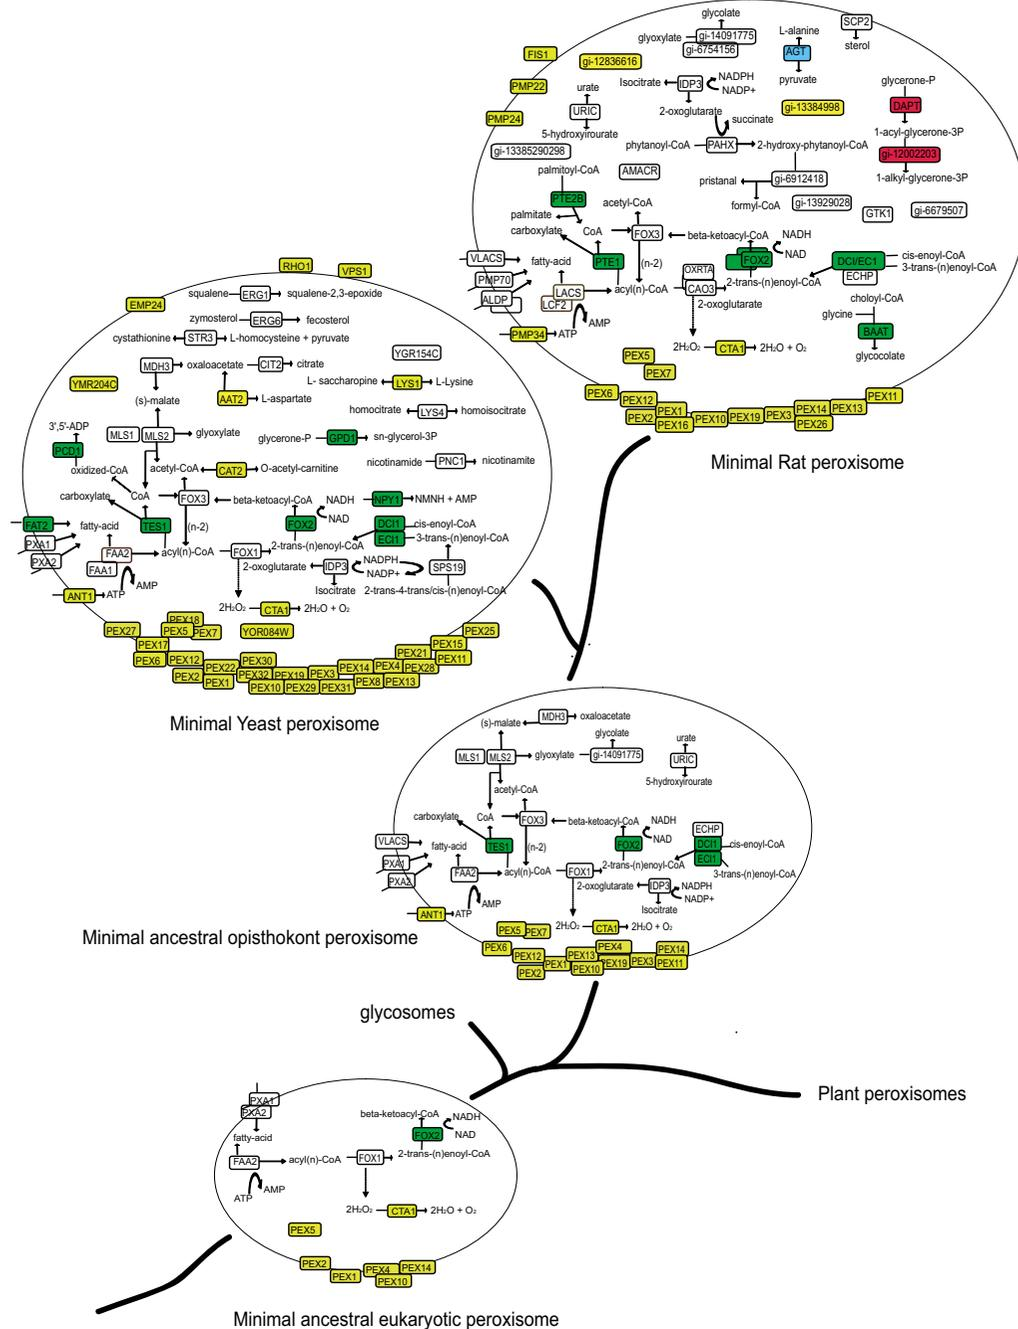 glycolate
glyoxylate gi-14091775
gi-6754156
L-alanine
AGT
pyruvate
SCP2
sterol
FIS1
gi-12836616
PMP22
PMP24
Isocitrate IDP3 NADPH
NADP+
2-oxoglutarate
succinate
urate
URIC
5-hydroxyirourate
gi-13384998
glycerone-P
DAPT
1-acyl-glycerone-3P
gi-12002203
1-alkyl-glycerone-3P
gi-13385290298
phytanoyl-CoA PAHX 2-hydroxy-phytanoyl-CoA
palmitoyl-CoA
AMACR
pristanal gi-6912418
formyl-CoA
gi-13929028
GTK1
gi-6679507
PTE2B
palmitate
carboxylate
CoA
acetyl-CoA
FOX3
beta-ketoacyl-CoA
NADH
NAD
FOX2
VLACS
fatty-acid
PTE1
(n-2)
DCI/EC1
cis-enoyl-CoA
3-trans-(n)enoyl-CoA
ECHP
PMP70
ALDP
LACS
LCF2
acyl(n)-CoA
OXRTA
CAO3
2-trans-(n)enoyl-CoA
2-oxoglutarate
choloyl-CoA
glycine
BAAT
glycocolate
PMP34
ATP
AMP
2H₂O₂ CTA1 2H₂O + O₂
PEX5
PEX7
PEX6
PEX12
PEX2
PEX1
PEX16
PEX10
PEX19
PEX3
PEX14
PEX26
PEX13
PEX11
Minimal Rat peroxisome
RHO1
VPS1
EMP24
squalene ERG1 squalene-2,3-epoxide
zymosterol ERG6 fecosterol
cystathionine STR3 L-homocysteine + pyruvate
YGR154C
MDH3 oxaloacetate CIT2 citrate
YMR204C
L- saccharopine LYS1 L-Lysine
(s)-malate
AAT2 L-aspartate
homocitrate LYS4 homoisocitrate
3',5'-ADP
MLS1 MLS2 glyoxylate
glycerone-P GPD1 sn-glycerol-3P
PCD1
oxidized-CoA
acetyl-CoA CAT2 O-acetyl-carnitine
nicotinamide PNC1 nicotinamite
carboxylate
CoA
FOX3
beta-ketoacyl-CoA
NADH
NAD
NPY1 NMNH + AMP
FAT2
fatty-acid
TES1
(n-2)
FOX2
DCI1
ECI1
cis-enoyl-CoA
3-trans-(n)enoyl-CoA
PXA1
PXA2
FAA2
FAA1
acyl(n)-CoA
FOX1
2-trans-(n)enoyl-CoA
2-oxoglutarate IDP3 NADPH
NADP+
SPS19
Isocitrate
2-trans-4-trans/cis-(n)enoyl-CoA
ANT1
ATP
AMP
2H₂O₂ CTA1 2H₂O + O₂
YOR084W
PEX27
PEX18
PEX5
PEX7
PEX17
PEX6
PEX12
PEX2
PEX22
PEX1
PEX30
PEX32
PEX10
PEX19
PEX29
PEX3
PEX31
PEX14
PEX8
PEX4
PEX13
PEX21
PEX28
PEX15
PEX11
PEX25
Minimal Yeast peroxisome
(s)-malate MDH3 oxaloacetate
glycolate
MLS1 MLS2 glyoxylate gi-14091775
urate
URIC
5-hydroxyirourate
acetyl-CoA
carboxylate
CoA
FOX3
beta-ketoacyl-CoA
NADH
NAD
VLACS
fatty-acid
TES1
(n-2)
FOX2
ECHP
DCI1
ECI1
cis-enoyl-CoA
3-trans-(n)enoyl-CoA
PXA1
PXA2
FAA2
acyl(n)-CoA
FOX1
2-trans-(n)enoyl-CoA
2-oxoglutarate IDP3 NADPH
NADP+
Isocitrate
ANT1
ATP
AMP
2H₂O₂ CTA1 2H₂O + O₂
PEX5
PEX7
PEX6
PEX12
PEX2
PEX1
PEX13
PEX10
PEX4
PEX19
PEX3
PEX14
PEX11
Minimal ancestral opisthokont peroxisome
glycosomes
Plant peroxisomes
PXA1
PXA2
fatty-acid
FAA2
ATP
AMP
acyl(n)-CoA
FOX1
beta-ketoacyl-CoA
NADH
NAD
FOX2
2-trans-(n)enoyl-CoA
2H₂O₂ CTA1 2H₂O + O₂
PEX5
PEX2
PEX1
PEX4
PEX10
PEX14
Minimal ancestral eukaryotic peroxisome